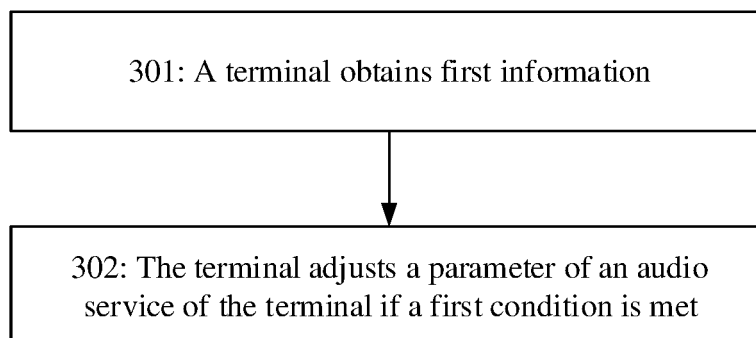 301: A terminal obtains first information
302: The terminal adjusts a parameter of an audio
service of the terminal if a first condition is met